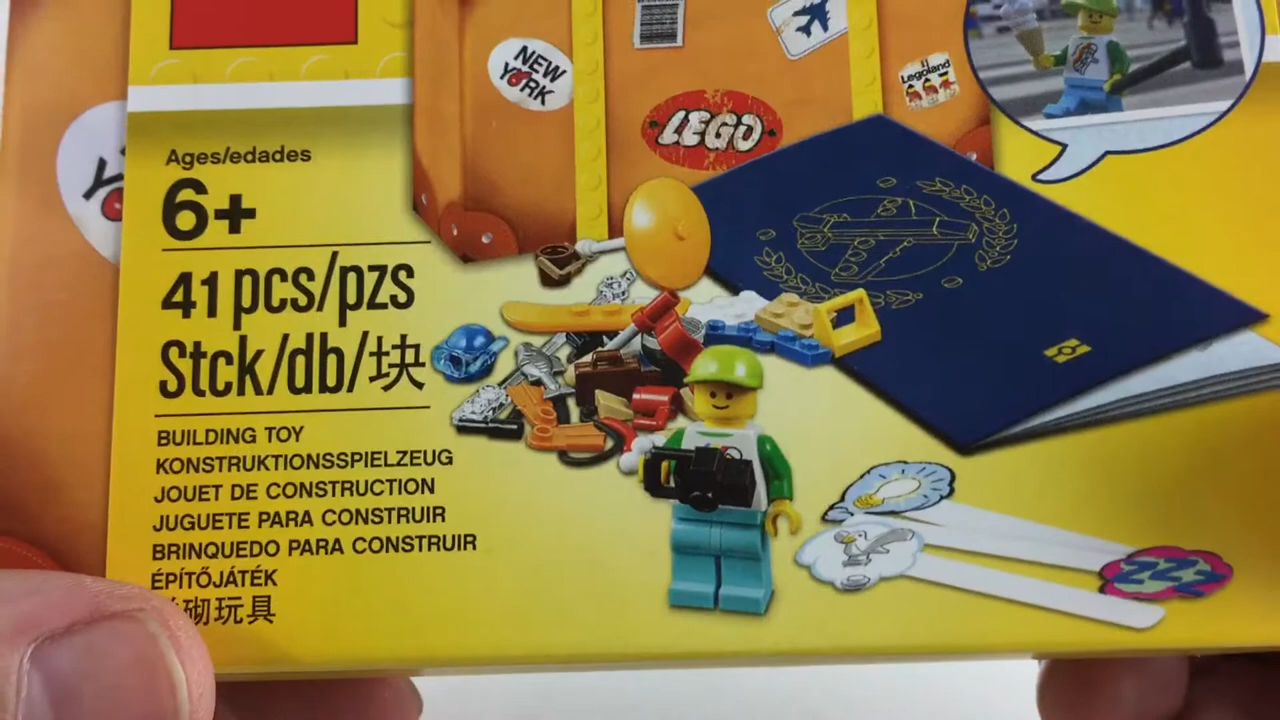 NEW
YORK
LEGO
Legoland
Ages/edades
6+
41 pcs/pzs
Stck/db/块
BUILDING TOY
KONSTRUKTIONSSPIELZEUG
JOUET DE CONSTRUCTION
JUGUETE PARA CONSTRUIR
BRINQUEDO PARA CONSTRUIR
ÉPÍTŐJÁTÉK
砌玩具
ZZZ